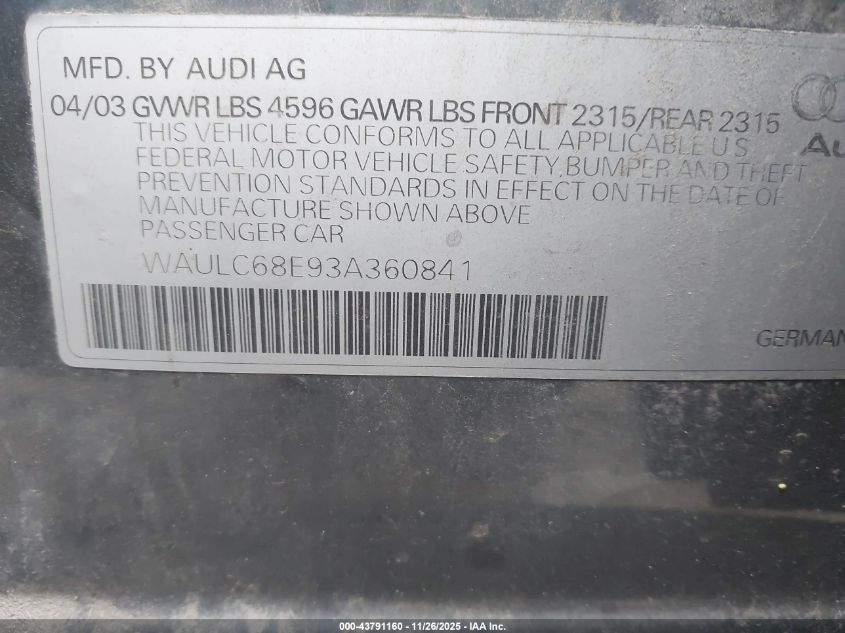 MFD. BY AUDI AG
04/03 GVWR LBS 4596 GAWR LBS FRONT 2315/REAR 2315
THIS VEHICLE CONFORMS TO ALL APPLICABLE U S
FEDERAL MOTOR VEHICLE SAFETY, BUMPER AND THEFT
PREVENTION STANDARDS IN EFFECT ON THE DATE OF
MANUFACTURE SHOWN ABOVE
PASSENGER CAR
WAULC68E93A360841
000-43791160 - 11/26/2025 - IAA Inc.